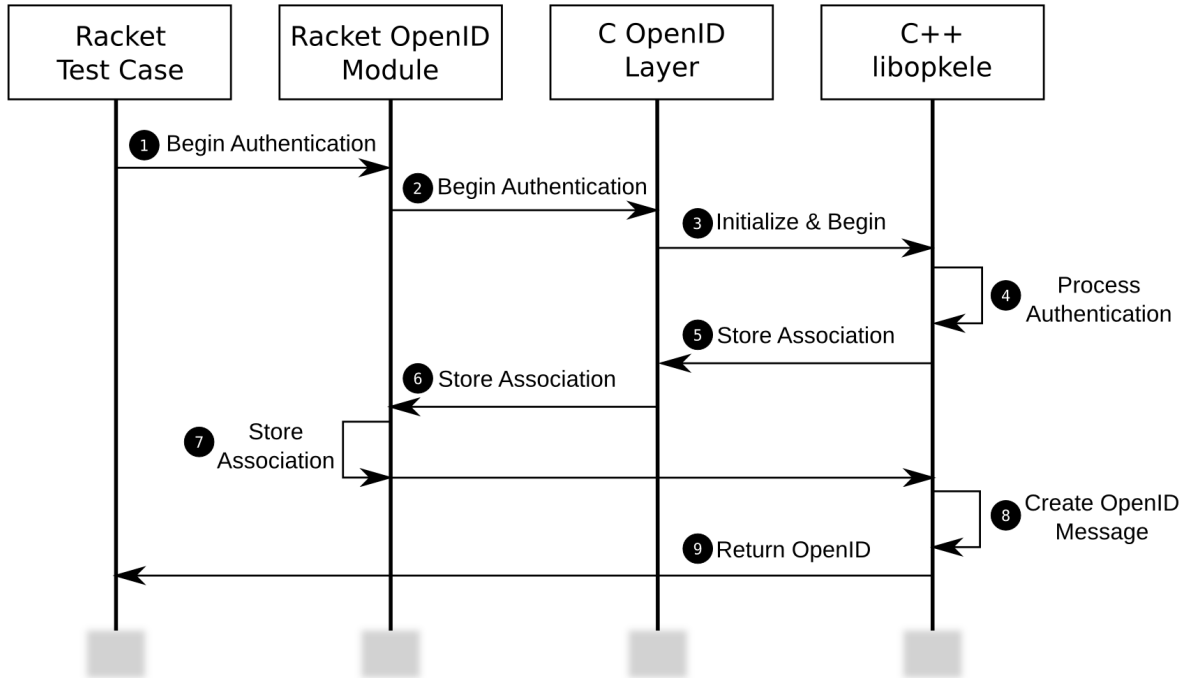 Racket
Test Case
Racket OpenID
Module
C OpenID
Layer
C++
libopkele
1 Begin Authentication
2 Begin Authentication
3 Initialize & Begin
4 Process
Authentication
5 Store Association
6 Store Association
7 Store
Association
8 Create OpenID
Message
9 Return OpenID